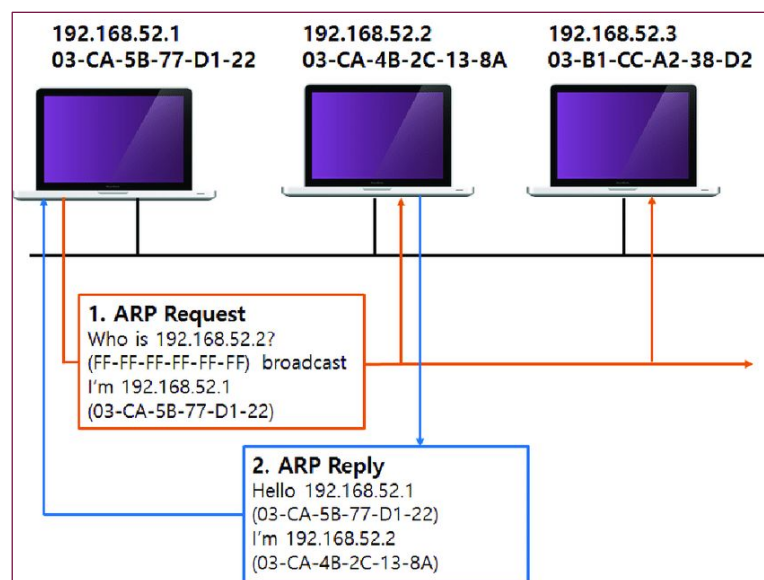 192.168.52.1
03-CA-5B-77-D1-22
192.168.52.2
03-CA-4B-2C-13-8A
192.168.52.3
03-B1-CC-A2-38-D2
1. ARP Request
Who is 192.168.52.2?
(FF-FF-FF-FF-FF-FF) broadcast
I'm 192.168.52.1
(03-CA-5B-77-D1-22)
2. ARP Reply
Hello 192.168.52.1
(03-CA-5B-77-D1-22)
I'm 192.168.52.2
(03-CA-4B-2C-13-8A)